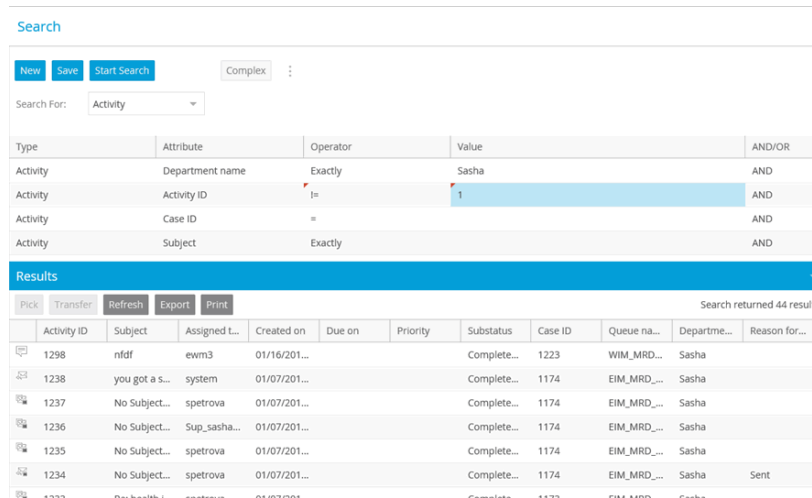 Search
New Save Start Search Complex
Search For: Activity
Type Attribute Operator Value AND/OR
Activity Department name Exactly Sasha AND
Activity Activity ID != 1 AND
Activity Case ID = AND
Activity Subject Exactly AND
Results
Pick Transfer Refresh Export Print Search returned 44 resul
Activity ID Subject Assigned t... Created on Due on Priority Substatus Case ID Queue na... Departme... Reason for...
1298 nfdf ewm3 01/16/201... Complete... 1223 WIM_MRD... Sasha
1238 you got a s... system 01/07/201... Complete... 1174 EIM_MRD_... Sasha
1237 No Subject... spetrova 01/07/201... Complete... 1174 EIM_MRD_... Sasha
1236 No Subject... Sup_sasha... 01/07/201... Complete... 1174 EIM_MRD_... Sasha
1235 No Subject... spetrova 01/07/201... Complete... 1174 EIM_MRD_... Sasha
1234 No Subject... spetrova 01/07/201... Complete... 1174 EIM_MRD_... Sasha Sent